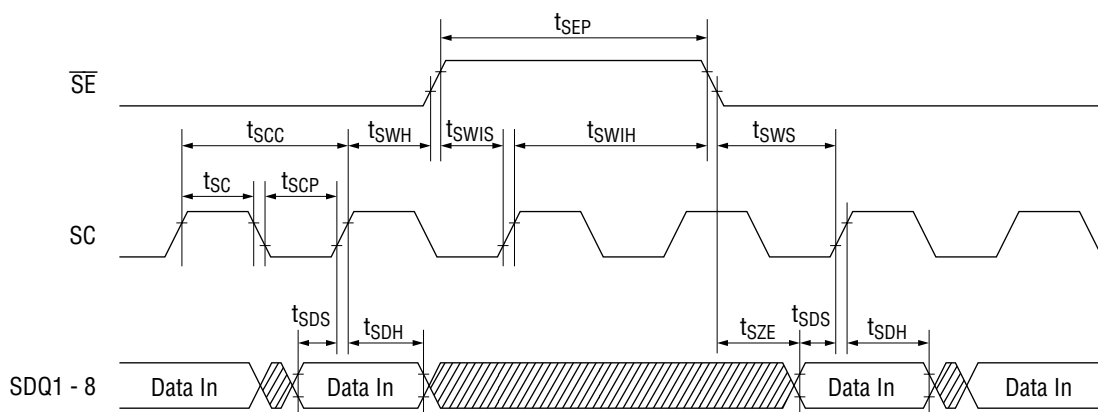 tSEP
SE
tSCC tSWH tSWIS tSWIH tSWS
tSC tSCP
SC
tSDS tSDH tSZE tSDS tSDH
SDQ1 - 8 Data In Data In Data In Data In